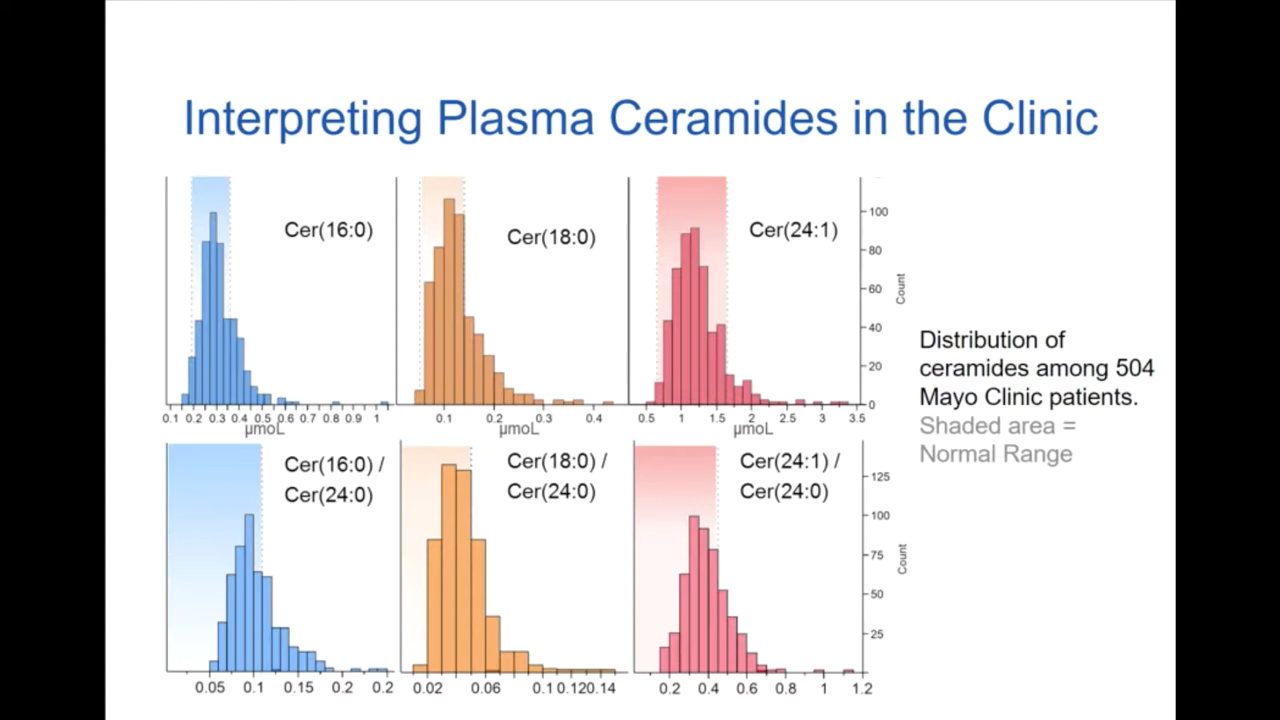 Interpreting Plasma Ceramides in the Clinic
Cer(16:0)
Cer(18:0)
Cer(24:1)
100
80
60
40
20
0
Count
0.1 0.2 0.3 0.4 0.5 0.6 0.7 0.8 0.9 1
µmoL
0.1 0.2 0.3 0.4
µmoL
0.5 1 1.5 2 2.5 3 3.5
µmoL
Distribution of
ceramides among 504
Mayo Clinic patients.
Shaded area =
Normal Range
Cer(16:0) /
Cer(24:0)
Cer(18:0) /
Cer(24:0)
Cer(24:1) /
Cer(24:0)
125
100
75
50
25
Count
0.05 0.1 0.15 0.2 0.2
0.02 0.06 0.1 0.12 0.14
0.2 0.4 0.6 0.8 1 1.2